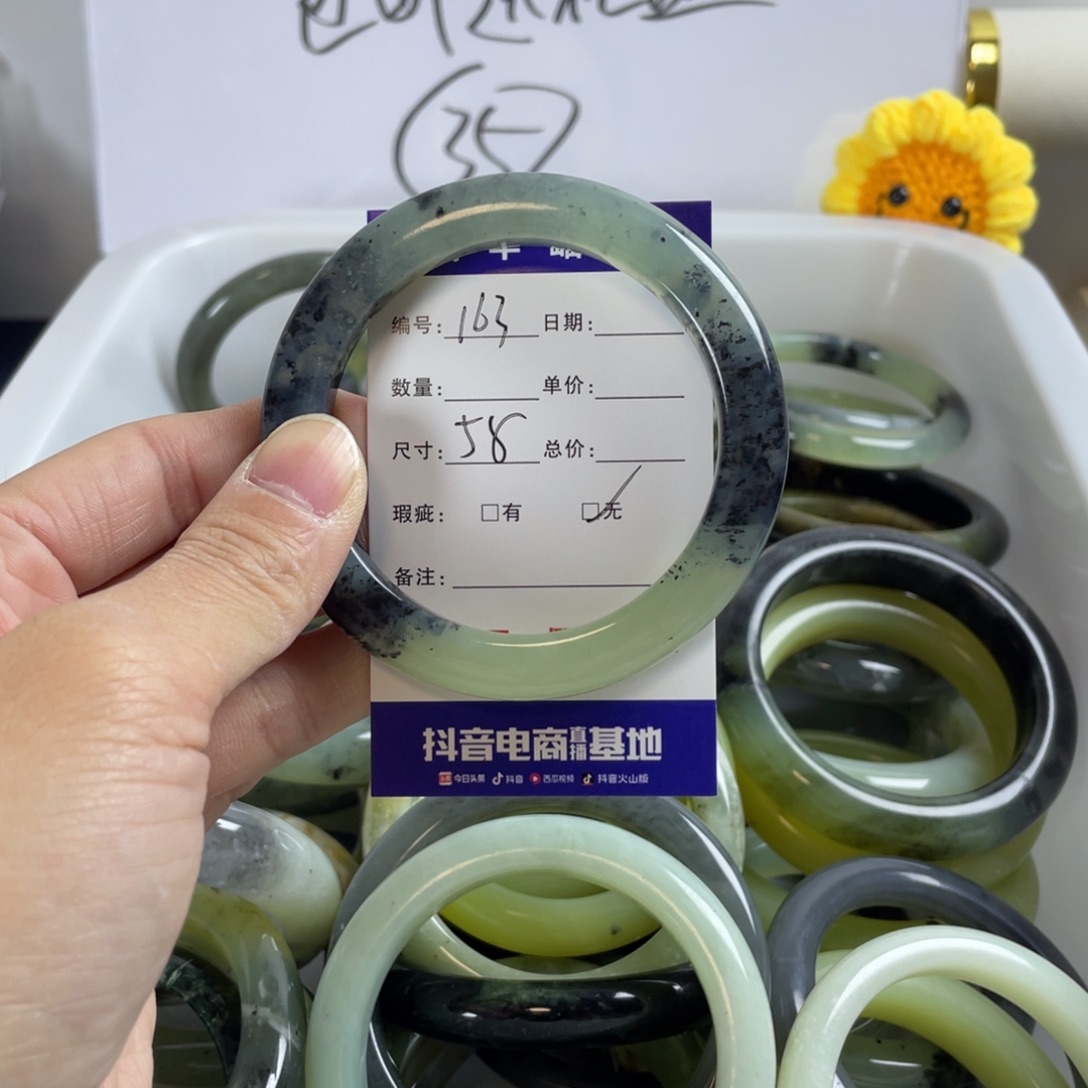 35
编号: 163 日期:
数量: 单价:
尺寸: 58 总价:
瑕疵: □有 ☑无
备注:
抖音电商直播基地
今日头条 抖音 西瓜视频 抖音火山版